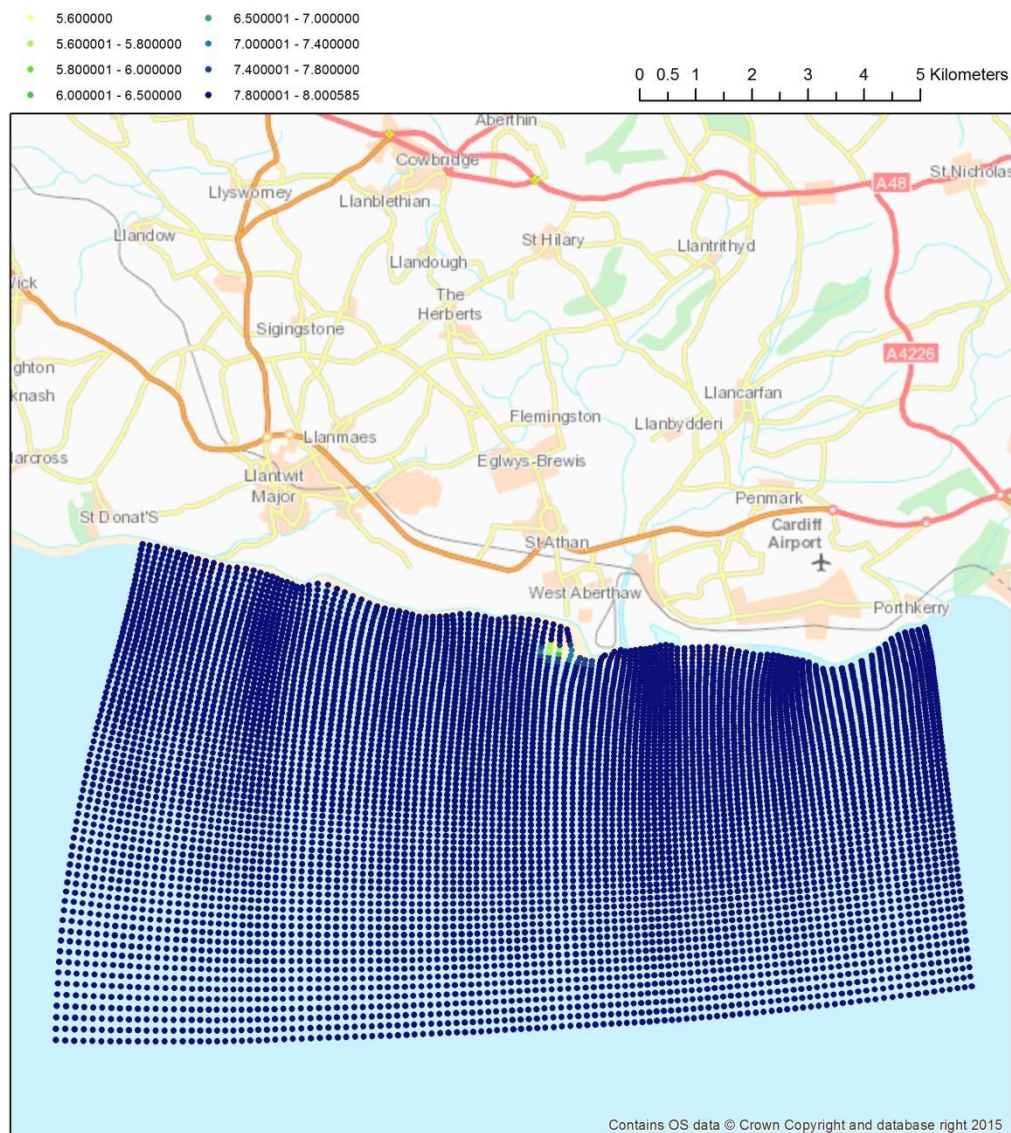 5.600000
5.600001 - 5.800000
5.800001 - 6.000000
6.000001 - 6.500000
6.500001 - 7.000000
7.000001 - 7.400000
7.400001 - 7.800000
7.800001 - 8.000585
0 0.5 1 2 3 4 5 Kilometers
Aberthin
Cowbridge
St Nicholas
A48
Llysworney
Llanblethian
Llandow
St Hilary
Llantrithyd
Llandough
Wick
The
Herberts
Sigingstone
A4226
ghton
knash
Llancarfan
Flemingston
Llanbydderi
Llanmaes
larcross
Eglwys-Brewis
Llantwit
Major
Penmark
St Donat'S
Cardiff
Airport
St Athan
West Aberthaw
Porthkerry
Contains OS data © Crown Copyright and database right 2015